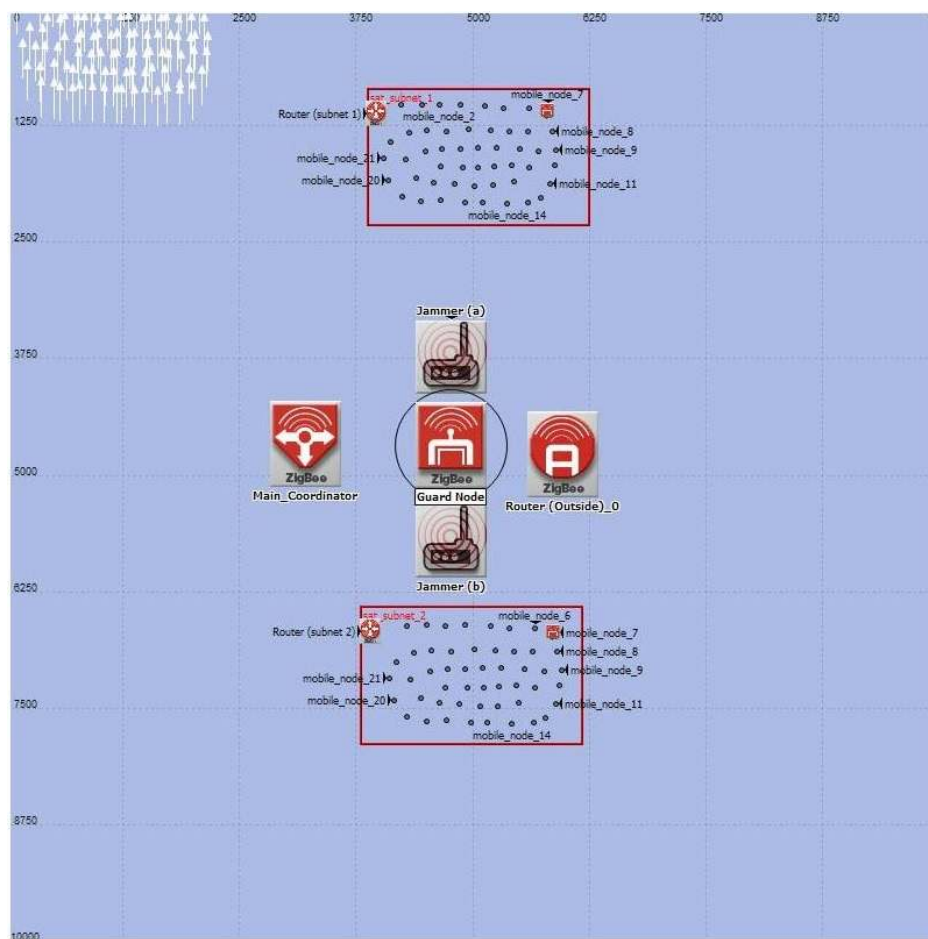 0 1250 2500 3750 5000 6250 7500 8750
sat_subnet_1
mobile_node_7
Router (subnet 1)
mobile_node_2
1250
mobile_node_8
mobile_node_9
mobile_node_21
mobile_node_20
mobile_node_11
mobile_node_14
2500
Jammer (a)
3750
ZigBee
ZigBee
ZigBee
5000
Main_Coordinator
Guard Node
Router (Outside)_0
Jammer (b)
6250
sat_subnet_2
mobile_node_6
Router (subnet 2)
mobile_node_7
mobile_node_8
mobile_node_9
mobile_node_21
mobile_node_20
mobile_node_11
7500
mobile_node_14
8750
10000